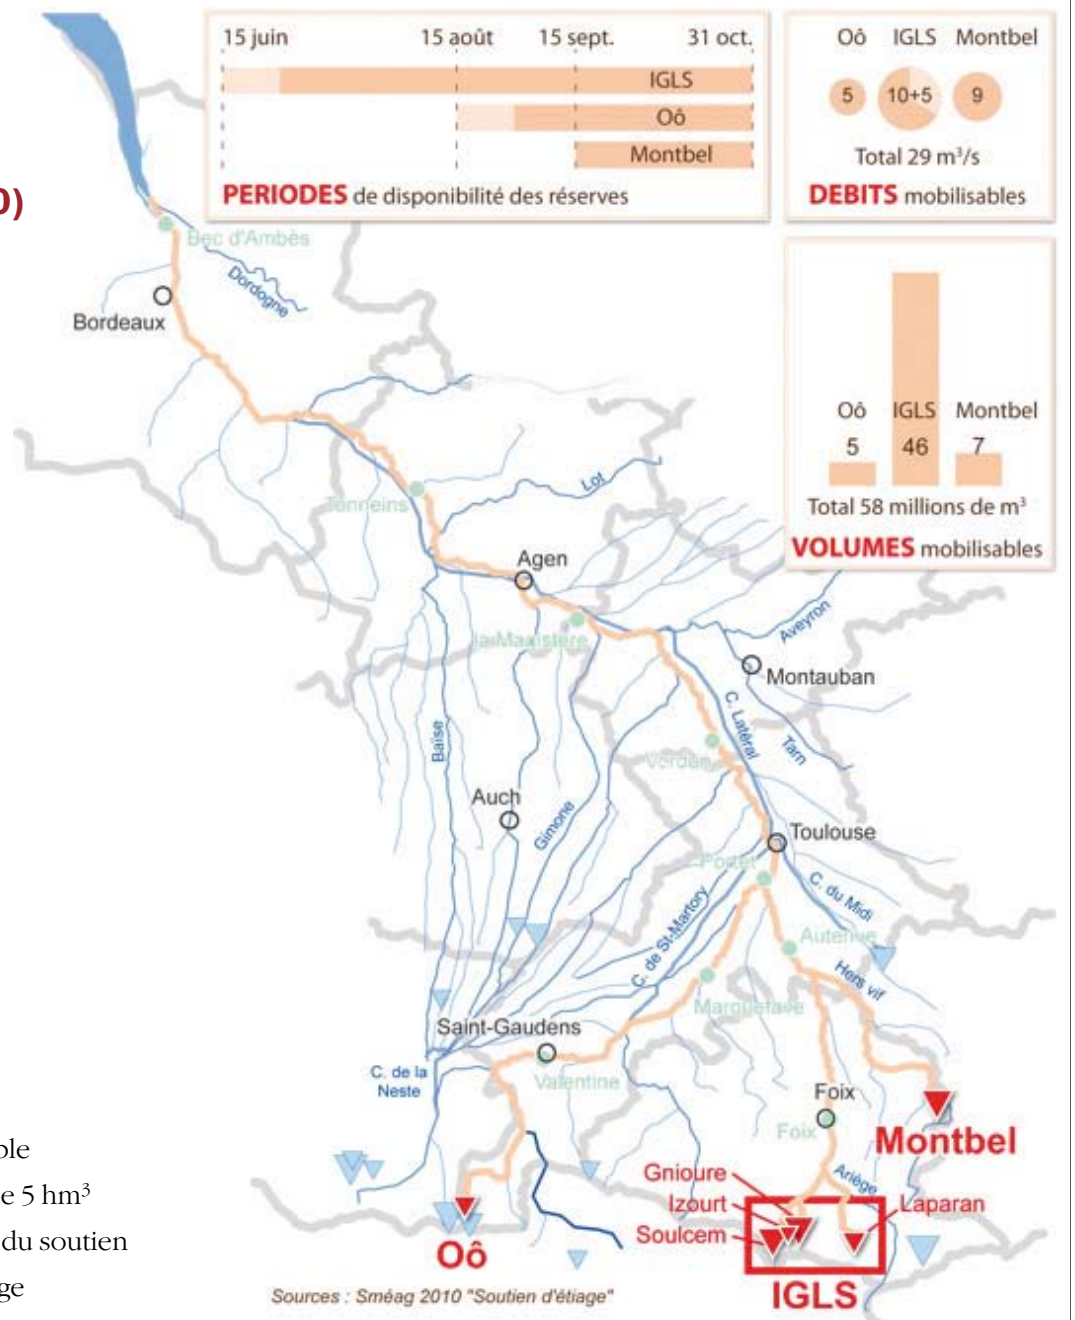 0)
15 juin 15 août 15 sept. 31 oct.
IGLS
Oô
Montbel
PERIODES de disponibilité des réserves
Oô IGLS Montbel
5 10+5 9
Total 29 m³/s
DEBITS mobilisables
Oô IGLS Montbel
5 46 7
Total 58 millions de m³
VOLUMES mobilisables
Bec d'Ambès
Dordogne
Bordeaux
Tonneins
Lot
Agen
la Magistère
Aveyron
Montauban
C. Latéral
Tarn
Baïse
Verdun
Auch
Gimone
Toulouse
Portet
C. du Midi
C. de St-Martory
Auterive
Hers vif
Marquefave
Saint-Gaudens
C. de la
Neste
Valentine
Foix
Foix
Montbel
Ariège
Gnioure
Izourt
Soulcem
Laparan
Oô
IGLS
ble
e 5 hm³
du soutien
ge
Sources : Sméag 2010 "Soutien d'étiage"